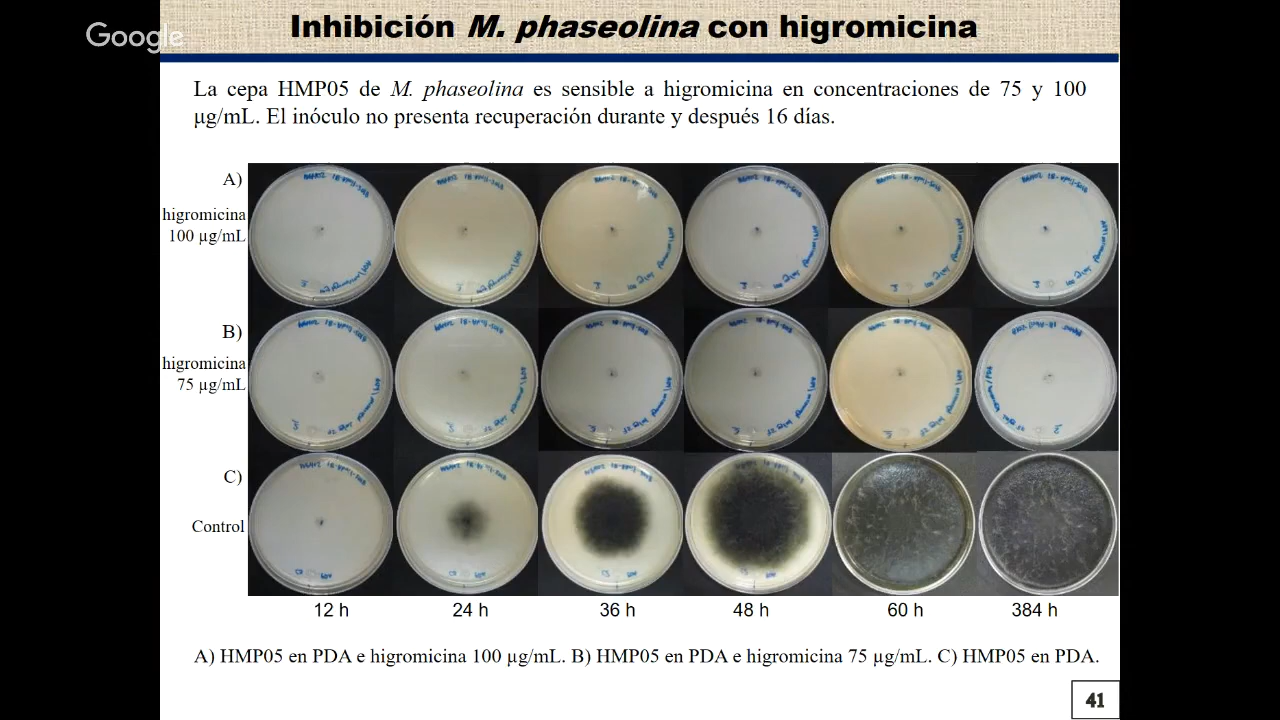 Inhibición M. phaseolina con higromicina
Google
La cepa HMP05 de M. phaseolina es sensible a higromicina en concentraciones de 75 y 100
µg/mL. El inóculo no presenta recuperación durante y después 16 días.
A)
higromicina
100 µg/mL
B)
higromicina
75 µg/mL
C)
Control
12 h 24 h 36 h 48 h 60 h 384 h
A) HMP05 en PDA e higromicina 100 µg/mL. B) HMP05 en PDA e higromicina 75 µg/mL. C) HMP05 en PDA.
41